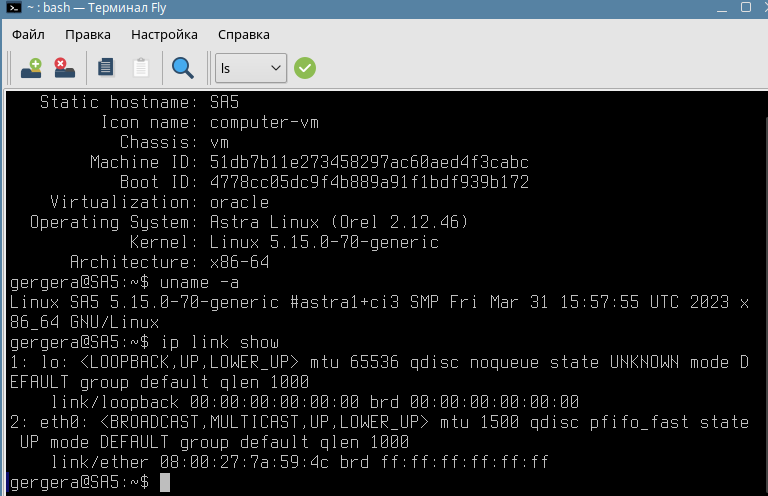 ~ : bash — Терминал Fly
Файл Правка Настройка Справка
ls
Static hostname: SA5
Icon name: computer-vm
Chassis: vm
Machine ID: 51db7b11e273458297ac60aed4f3cabc
Boot ID: 4778cc05dc9f4b889a91f1bdf939b172
Virtualization: oracle
Operating System: Astra Linux (Orel 2.12.46)
Kernel: Linux 5.15.0-70-generic
Architecture: x86-64
gergera@SA5:~$ uname -a
Linux SA5 5.15.0-70-generic #astra1+ci3 SMP Fri Mar 31 15:57:55 UTC 2023 x
86_64 GNU/Linux
gergera@SA5:~$ ip link show
1: lo: <LOOPBACK,UP,LOWER_UP> mtu 65536 qdisc noqueue state UNKNOWN mode D
EFAULT group default qlen 1000
link/loopback 00:00:00:00:00:00 brd 00:00:00:00:00:00
2: eth0: <BROADCAST,MULTICAST,UP,LOWER_UP> mtu 1500 qdisc pfifo_fast state
UP mode DEFAULT group default qlen 1000
link/ether 08:00:27:7a:59:4c brd ff:ff:ff:ff:ff:ff
gergera@SA5:~$